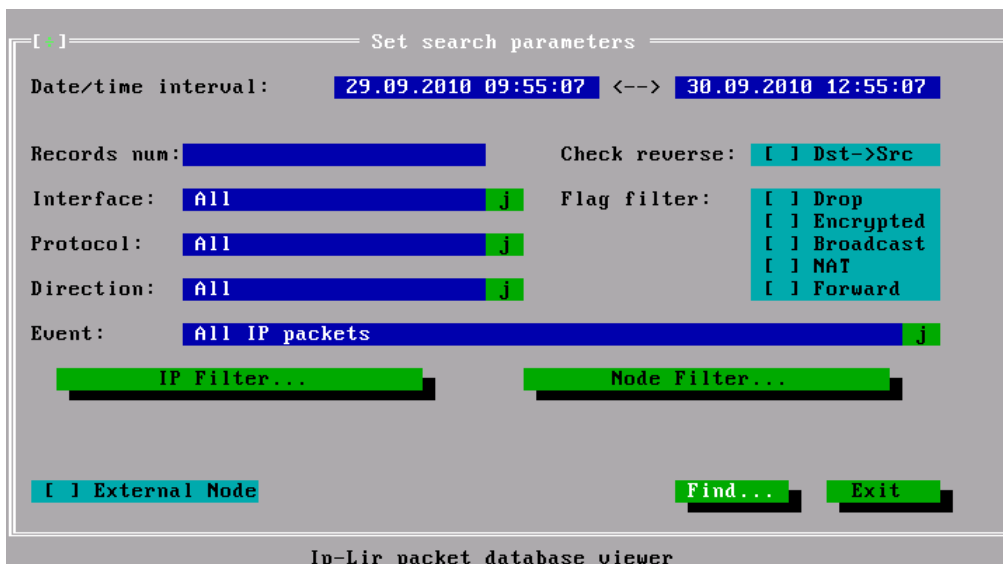 [÷] Set search parameters
Date/time interval: 29.09.2010 09:55:07 <--> 30.09.2010 12:55:07
Records num: Check reverse: [ ] Dst->Src
Interface: All j Flag filter: [ ] Drop
[ ] Encrypted
Protocol: All j [ ] Broadcast
[ ] NAT
Direction: All j [ ] Forward
Event: All IP packets j
IP Filter... Node Filter...
[ ] External Node Find... Exit
Ip-Lir packet database viewer